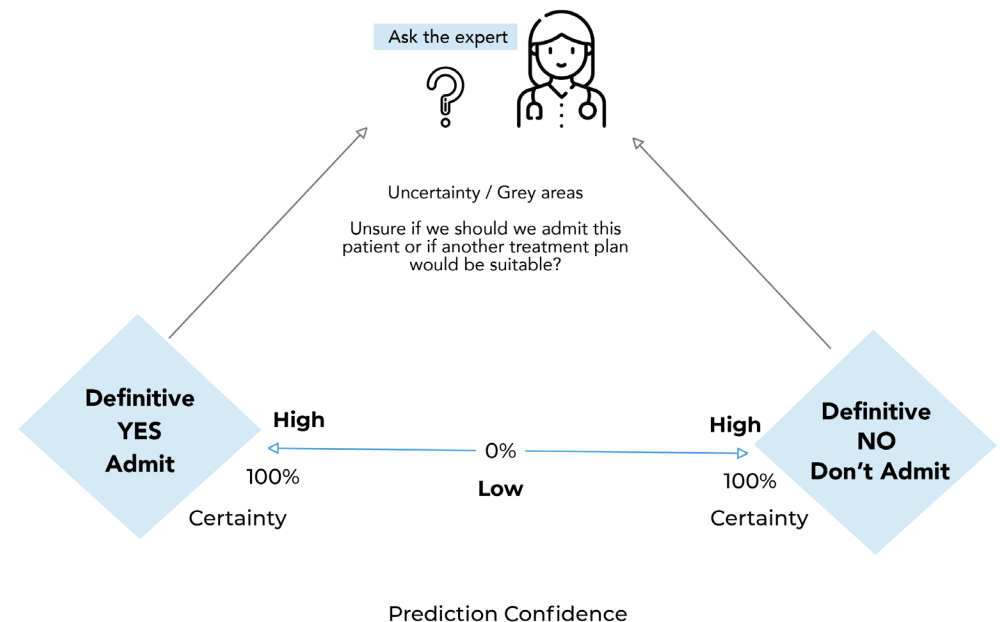 Ask the expert
Uncertainty / Grey areas
Unsure if we should we admit this
patient or if another treatment plan
would be suitable?
Definitive
YES
Admit
High
100%
Certainty
0%
Low
High
100%
Certainty
Definitive
NO
Don't Admit
Prediction Confidence